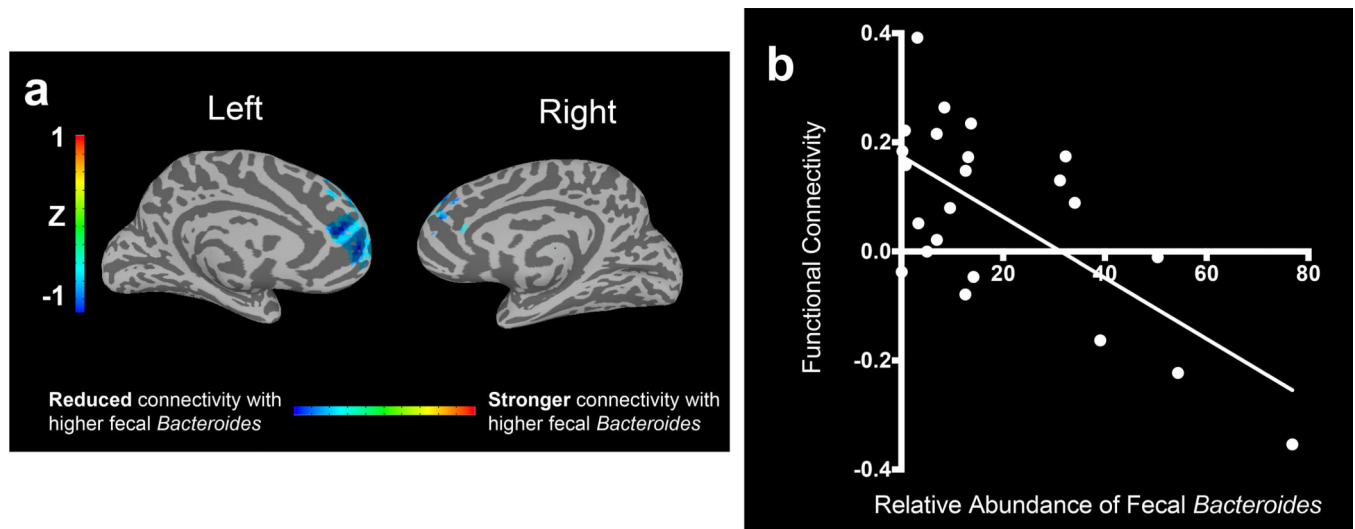 a
Left
Right
1
Z
-1
Reduced connectivity with
higher fecal Bacteroides
Stronger connectivity with
higher fecal Bacteroides
b
Functional Connectivity
0.4
0.2
0.0
-0.2
-0.4
20
40
60
80
Relative Abundance of Fecal Bacteroides